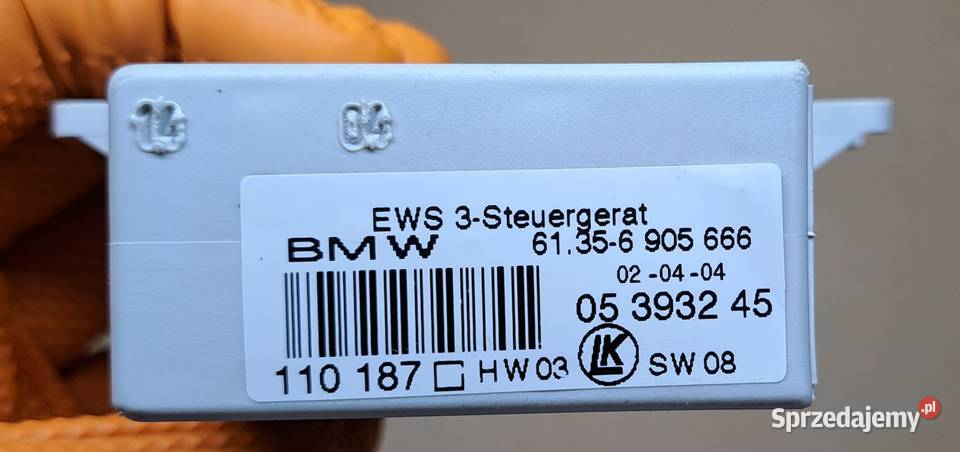 14 04
EWS 3-Steuergerat
BMW 61.35-6 905 666
02-04-04
05 3932 45
110 187 HW 03 LK SW 08
Sprzedajemy.pl